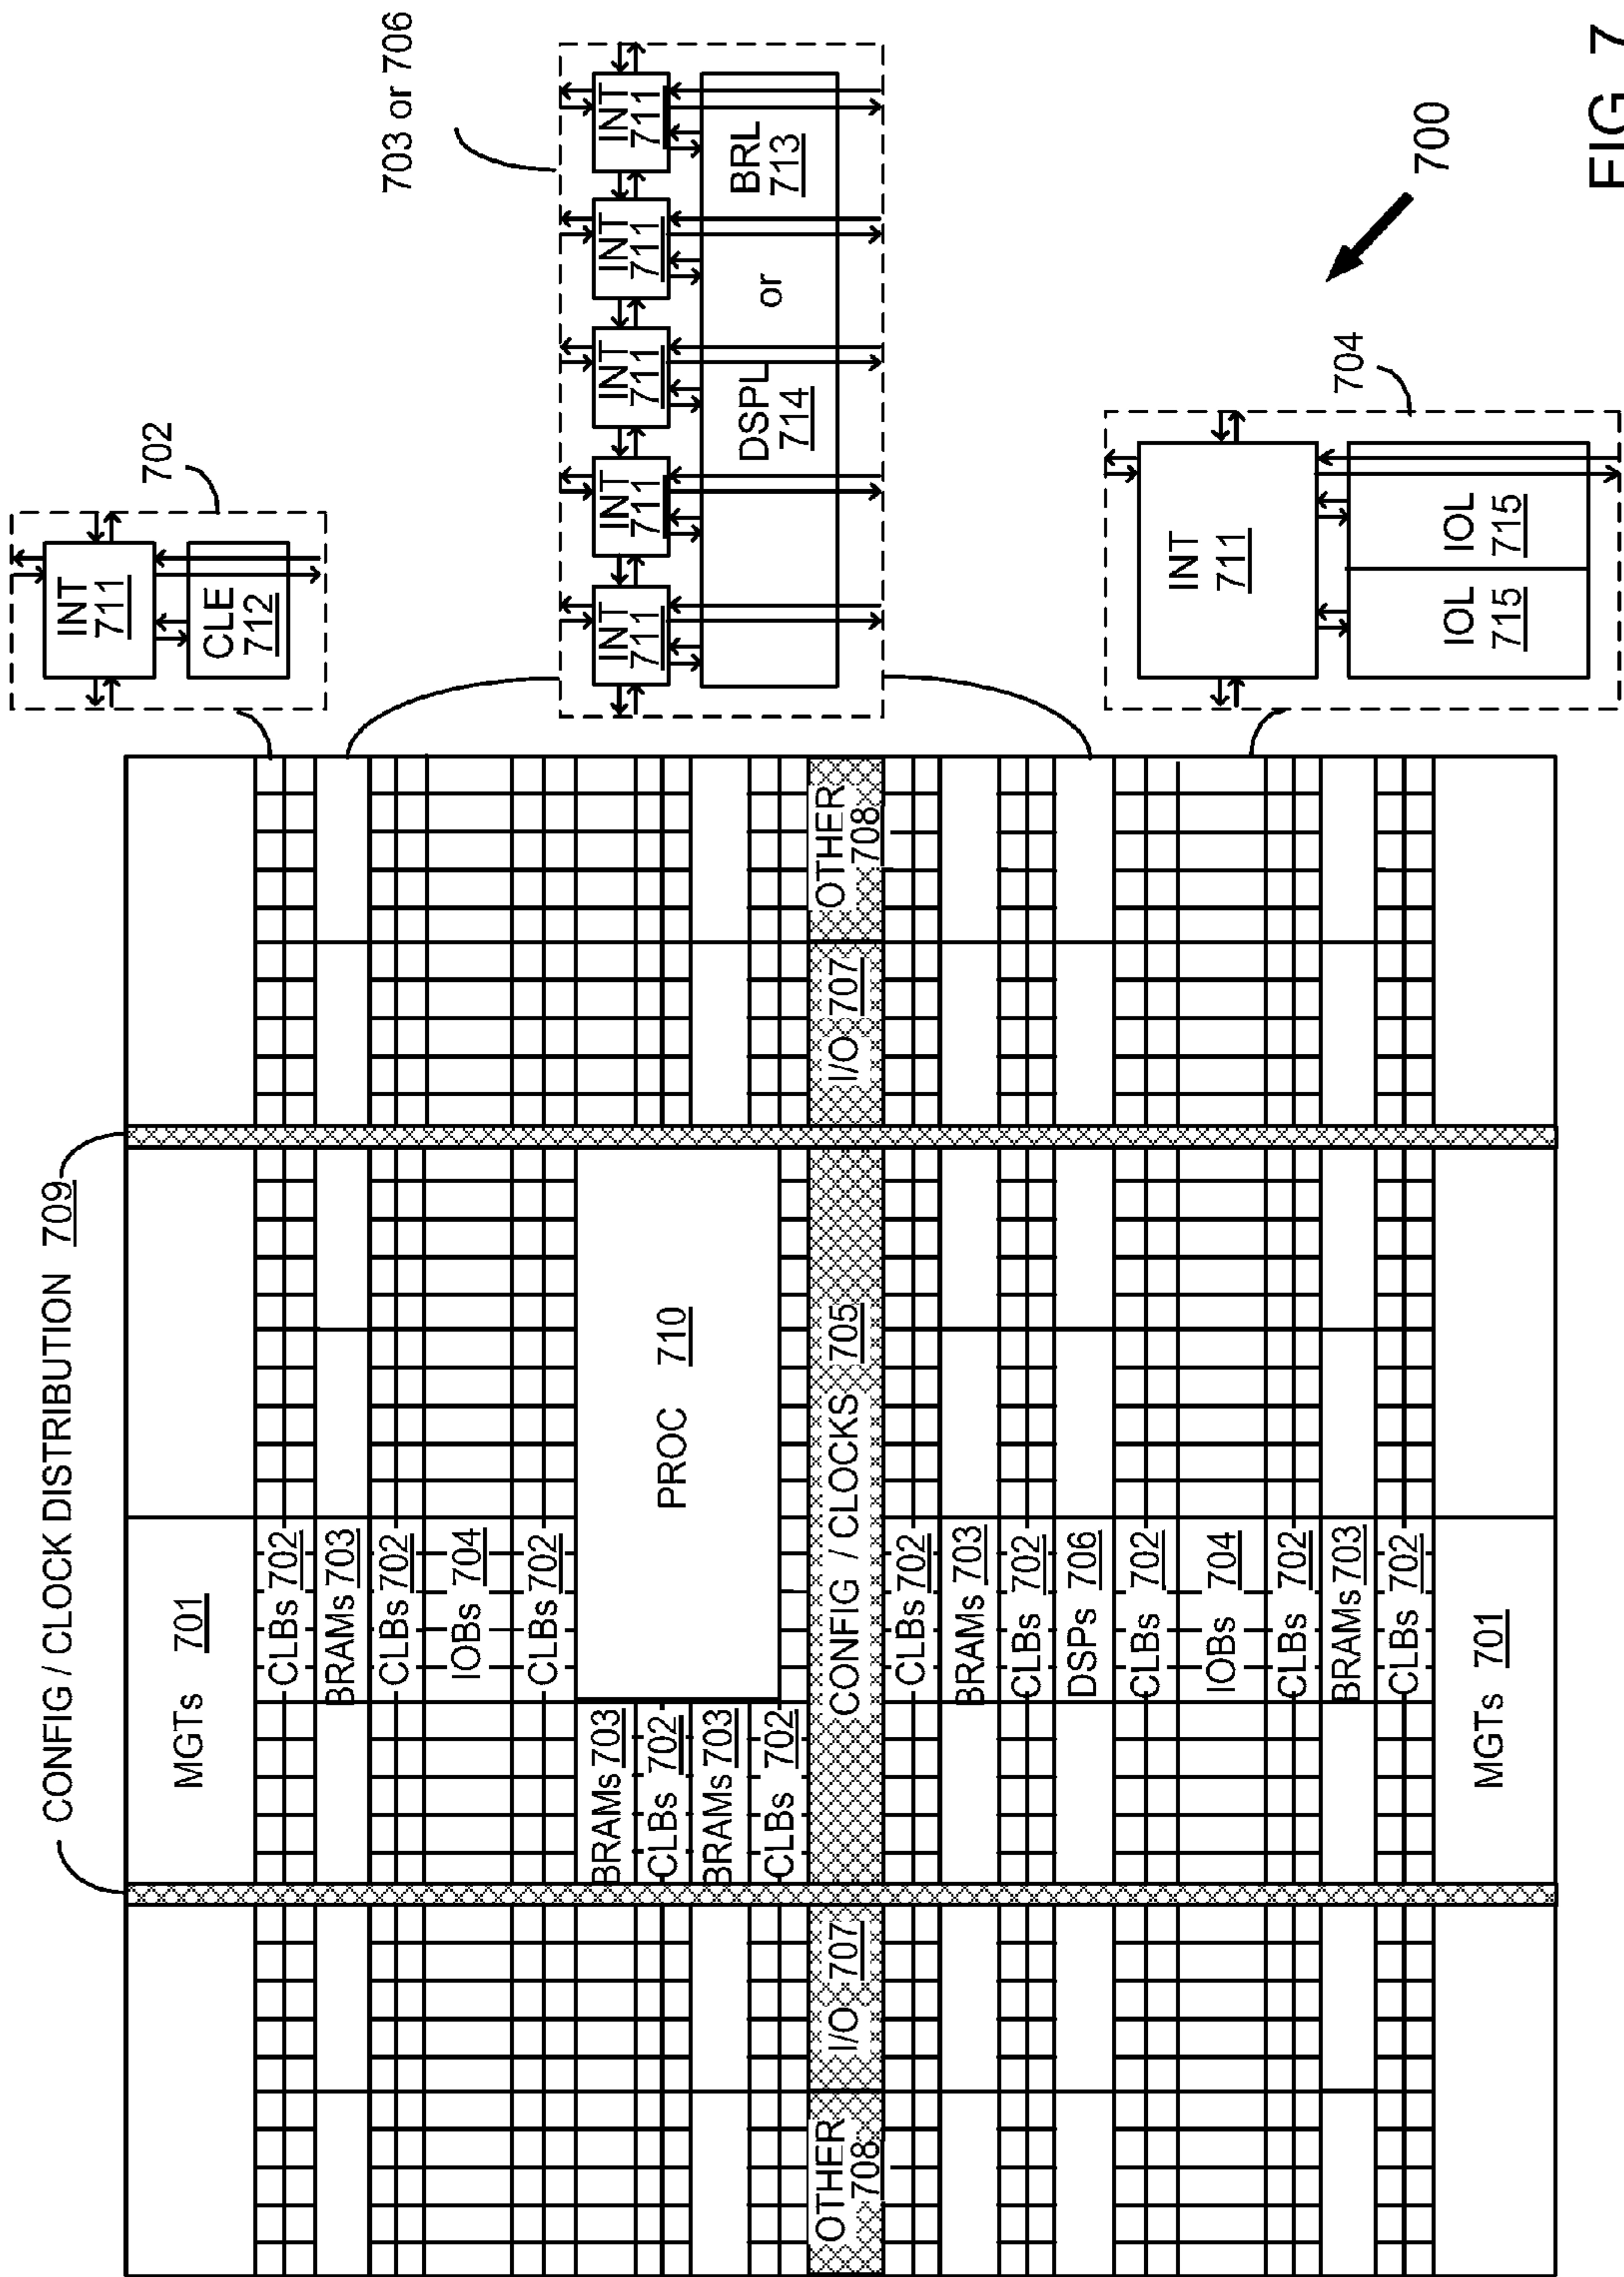 CONFIG / CLOCK DISTRIBUTION 709
MGTs 701
CLBs 702
BRAMs 703
CLBs 702
IOBs 704
CLBs 702
BRAMs 703
CLBs 702
BRAMs 703
CLBs 702
PROC 710
OTHER
708
I/O 707
CONFIG / CLOCKS 705
I/O 707
OTHER
708
CLBs 702
BRAMs 703
CLBs 702
DSPs 706
CLBs 702
IOBs 704
CLBs 702
BRAMs 703
CLBs 702
MGTs 701
702
INT
711
CLE
712
703 or 706
INT
711
INT
711
INT
711
INT
711
INT
711
DSPL
714
or
BRL
713
704
INT
711
IOL
715
IOL
715
700
FIG. 7